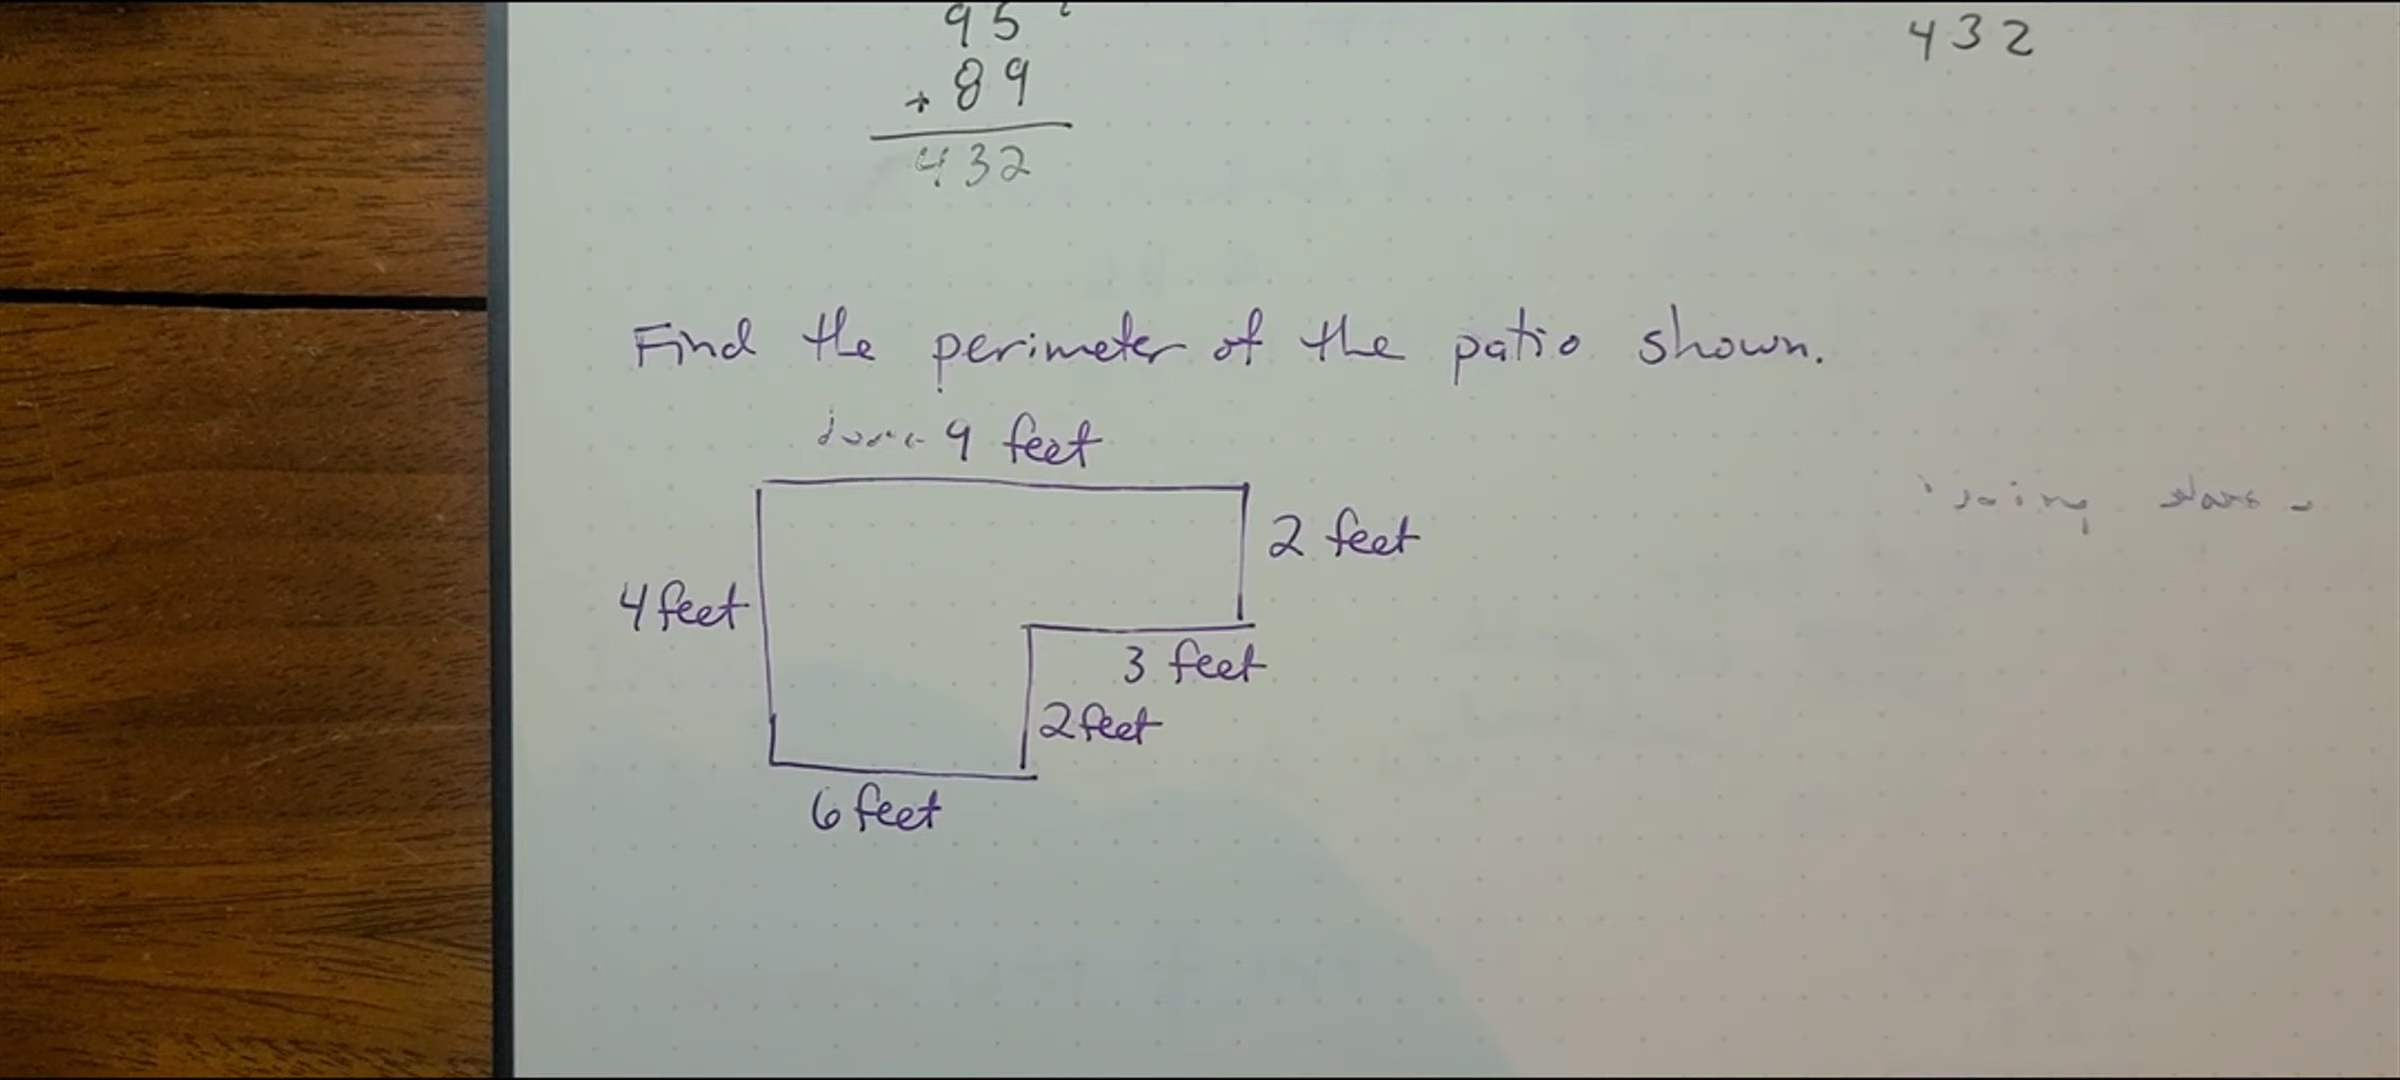 95
432
+ 89
432
Find the perimeter of the patio shown.
9 feet
2 feet
4 feet
3 feet
2 feet
6 feet